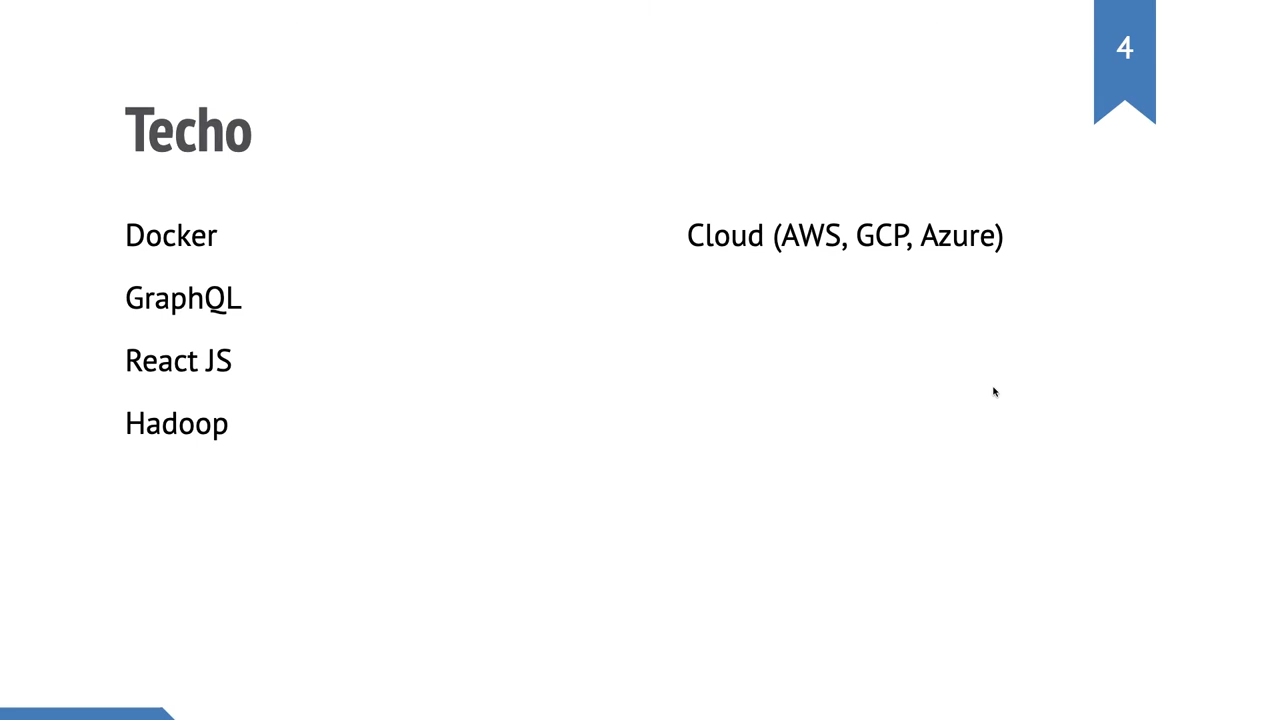 4
Techo
Docker
GraphQL
React JS
Hadoop
Cloud (AWS, GCP, Azure)